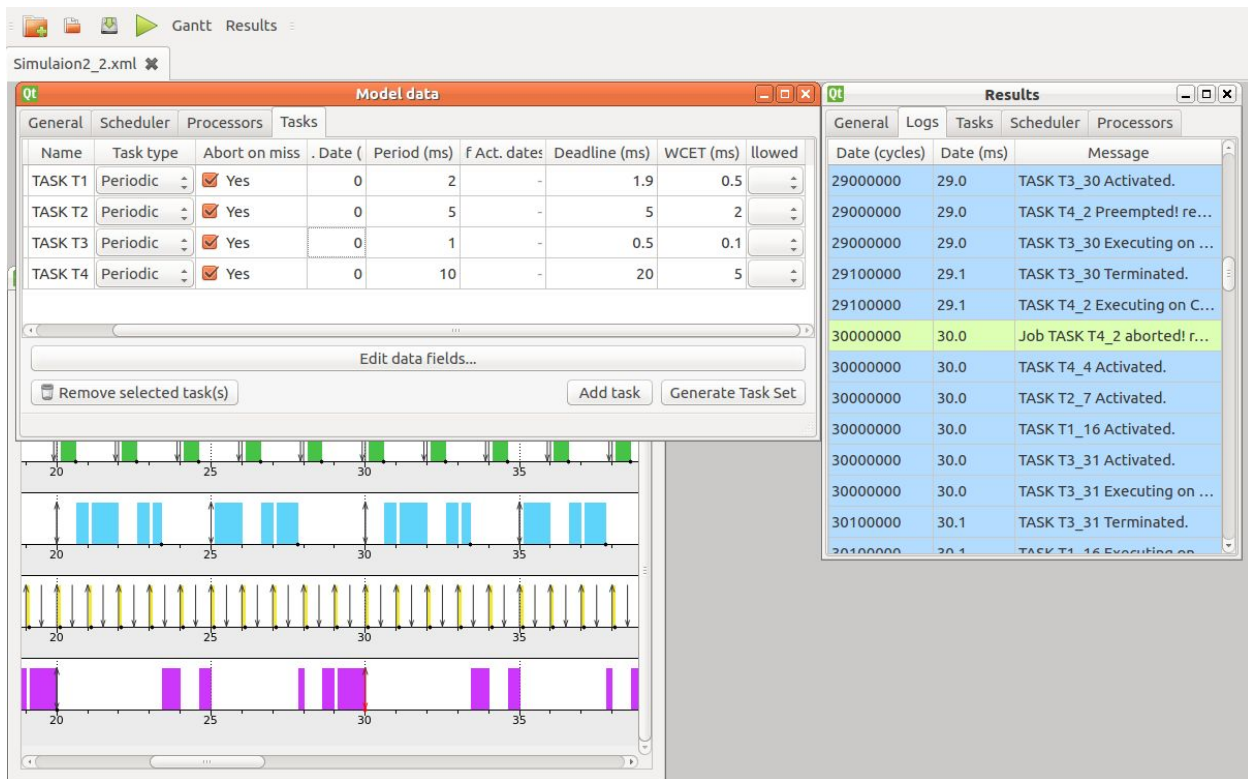 Gantt Results
Simulaion2_2.xml
Qt Model data
General Scheduler Processors Tasks
Name Task type Abort on miss . Date ( Period (ms) f Act. dates Deadline (ms) WCET (ms) llowed
TASK T1 Periodic Yes 0 2 - 1.9 0.5
TASK T2 Periodic Yes 0 5 - 5 2
TASK T3 Periodic Yes 0 1 - 0.5 0.1
TASK T4 Periodic Yes 0 10 - 20 5
Edit data fields...
Remove selected task(s) Add task Generate Task Set
20 25 30 35
20 25 30 35
20 25 30 35
20 25 30 35
Qt Results
General Logs Tasks Scheduler Processors
Date (cycles) Date (ms) Message
29000000 29.0 TASK T3_30 Activated.
29000000 29.0 TASK T4_2 Preempted! re...
29000000 29.0 TASK T3_30 Executing on ...
29100000 29.1 TASK T3_30 Terminated.
29100000 29.1 TASK T4_2 Executing on C...
30000000 30.0 Job TASK T4_2 aborted! r...
30000000 30.0 TASK T4_4 Activated.
30000000 30.0 TASK T2_7 Activated.
30000000 30.0 TASK T1_16 Activated.
30000000 30.0 TASK T3_31 Activated.
30000000 30.0 TASK T3_31 Executing on ...
30100000 30.1 TASK T3_31 Terminated.
30100000 30.1 TASK T1_16 Executing on